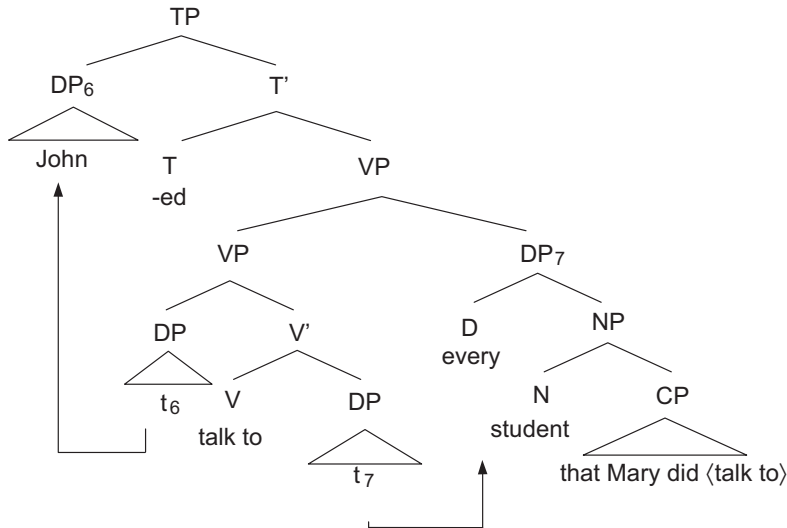 TP
DP6 T’
John T VP
-ed
VP DP7
DP V’ D NP
every
t6 V DP N CP
talk to student
t7 that Mary did ⟨talk to⟩